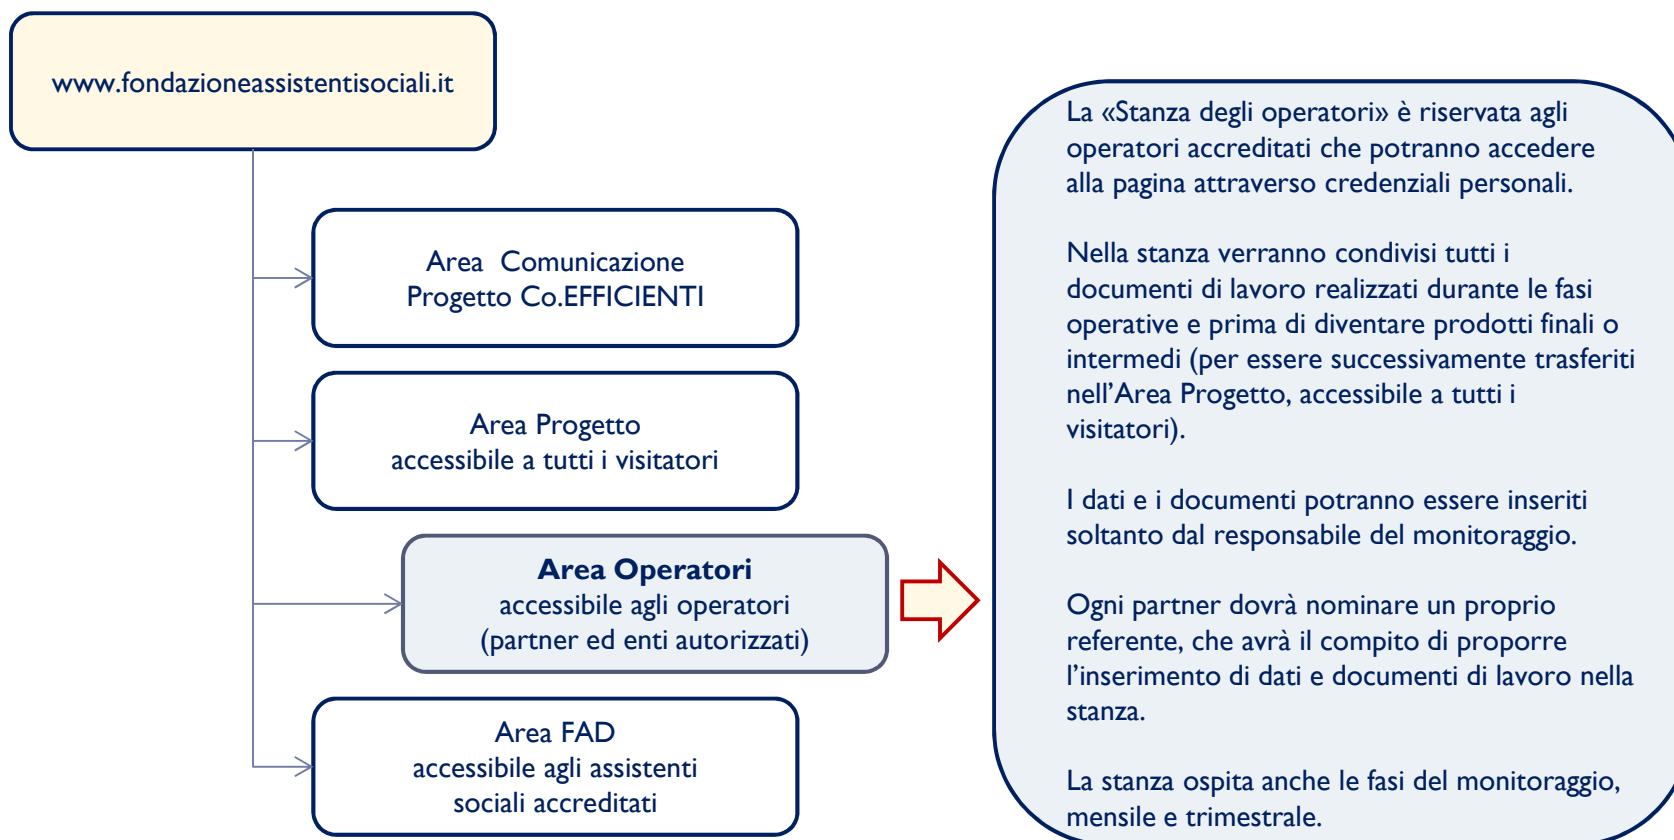 www.fondazioneassistentisociali.it
Area Comunicazione
Progetto Co.EFFICIENTI
Area Progetto
accessibile a tutti i visitatori
Area Operatori
accessibile agli operatori
(partner ed enti autorizzati)
Area FAD
accessibile agli assistenti
sociali accreditati
La «Stanza degli operatori» è riservata agli
operatori accreditati che potranno accedere
alla pagina attraverso credenziali personali.
Nella stanza verranno condivisi tutti i
documenti di lavoro realizzati durante le fasi
operative e prima di diventare prodotti finali o
intermedi (per essere successivamente trasferiti
nell’Area Progetto, accessibile a tutti i
visitatori).
I dati e i documenti potranno essere inseriti
soltanto dal responsabile del monitoraggio.
Ogni partner dovrà nominare un proprio
referente, che avrà il compito di proporre
l’inserimento di dati e documenti di lavoro nella
stanza.
La stanza ospita anche le fasi del monitoraggio,
mensile e trimestrale.